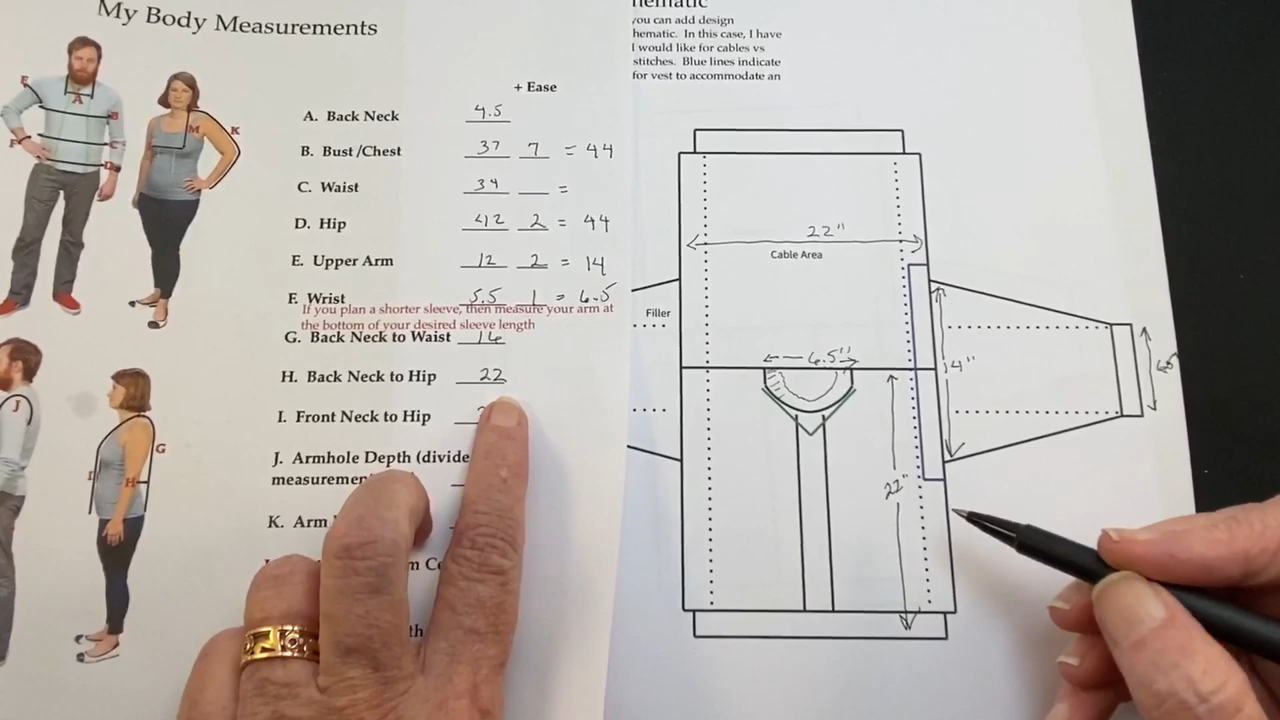 My Body Measurements
+ Ease
A. Back Neck 4.5
B. Bust/Chest 37 7 = 44
C. Waist 34 =
D. Hip 42 2 = 44
E. Upper Arm 12 2 = 14
F. Wrist 5.5 1 = 6.5
If you plan a shorter sleeve, then measure your arm at
the bottom of your desired sleeve length
G. Back Neck to Waist 16
H. Back Neck to Hip 22
I. Front Neck to Hip
J. Armhole Depth (divide
K. Arm
E
A
B
F
C
D
M
K
J
G
I
H
you can add design
hematic. In this case, I have
I would like for cables vs
stitches. Blue lines indicate
for vest to accommodate an
22"
Cable Area
Filler
6.5"
14"
6.5
22"